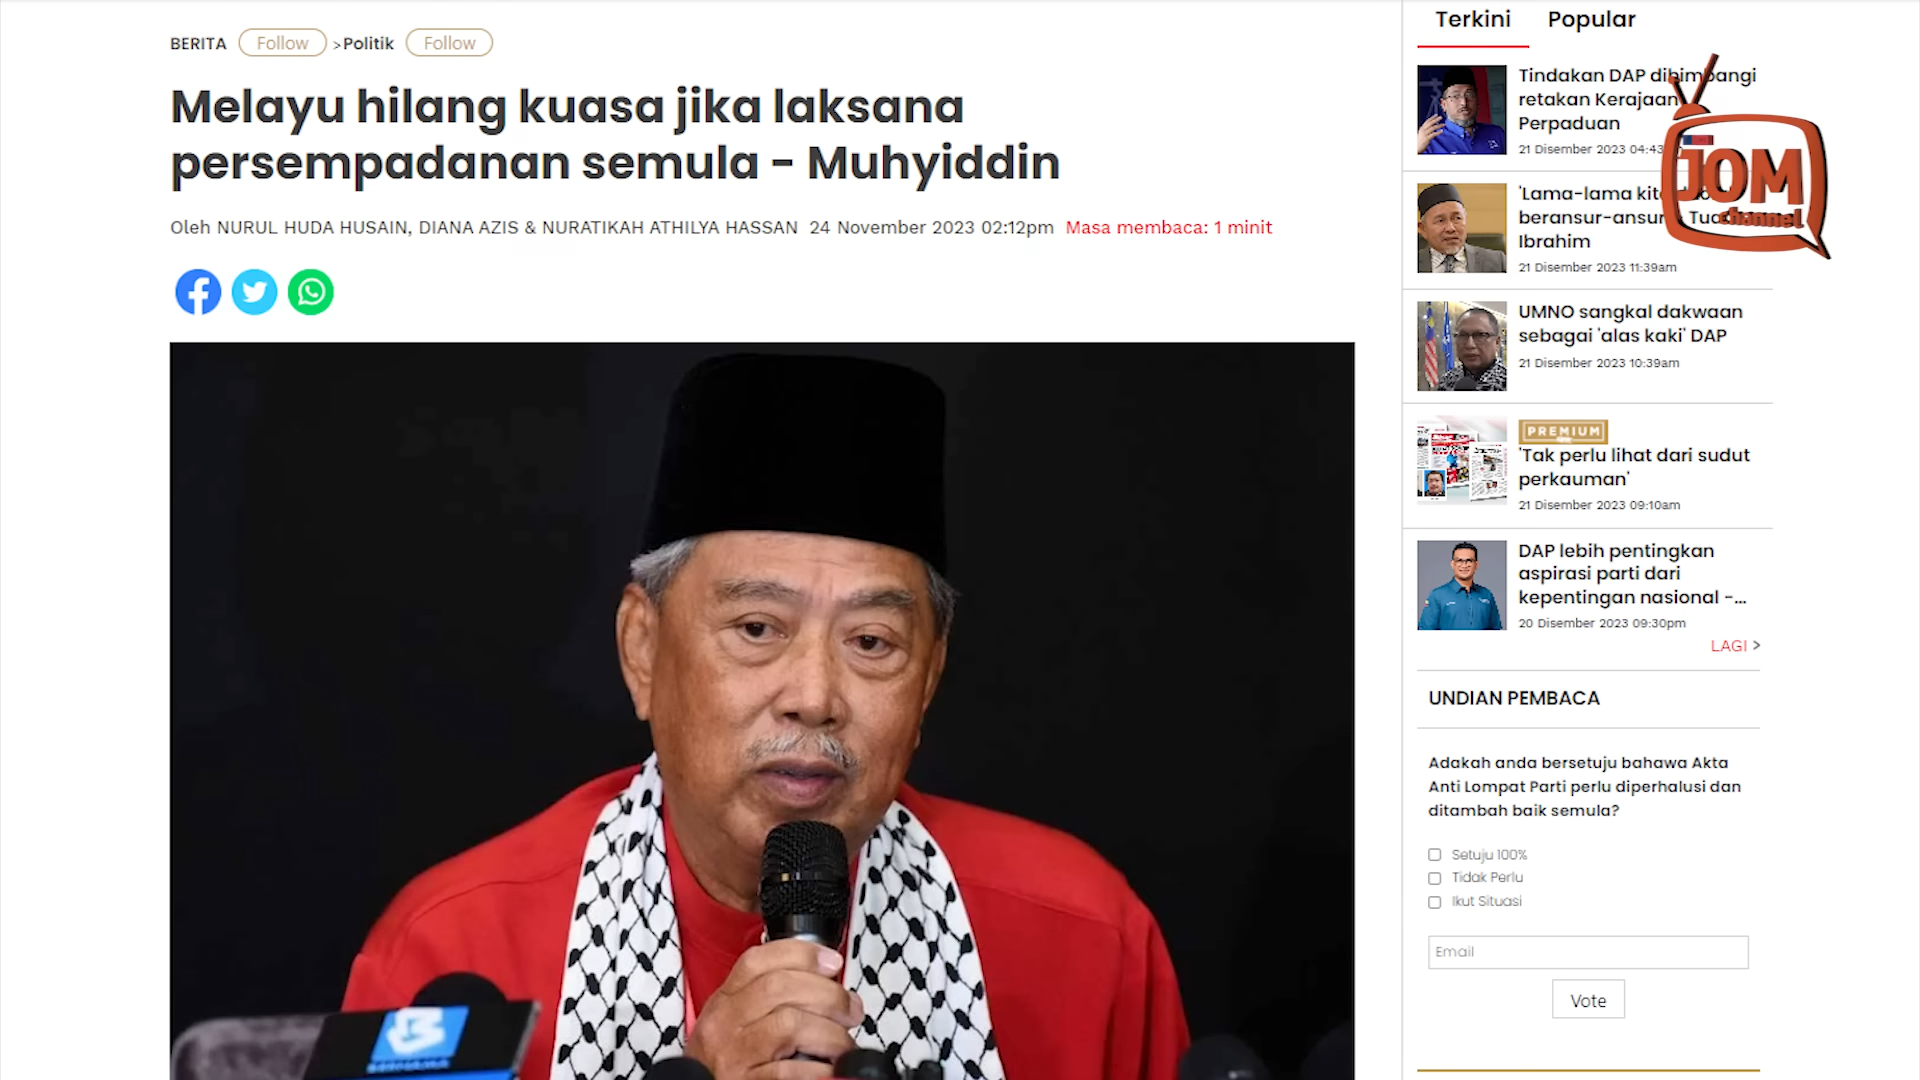 BERITA Follow >Politik Follow
Melayu hilang kuasa jika laksana
persempadanan semula - Muhyiddin
Oleh NURUL HUDA HUSAIN, DIANA AZIS & NURATIKAH ATHILYA HASSAN 24 November 2023 02:12pm Masa membaca: 1 minit
Terkini Popular
Tindakan DAP dibimbangi
retakan Kerajaan
Perpaduan
21 Disember 2023 04:43
'Lama-lama kita
beransur-ansur Tuan
Ibrahim
21 Disember 2023 11:39am
JOM
channel
UMNO sangkal dakwaan
sebagai 'alas kaki' DAP
21 Disember 2023 10:39am
PREMIUM
'Tak perlu lihat dari sudut
perkauman'
21 Disember 2023 09:10am
DAP lebih pentingkan
aspirasi parti dari
kepentingan nasional -...
20 Disember 2023 09:30pm
LAGI >
UNDIAN PEMBACA
Adakah anda bersetuju bahawa Akta
Anti Lompat Parti perlu diperhalusi dan
ditambah baik semula?
Setuju 100%
Tidak Perlu
Ikut Situasi
Email
Vote